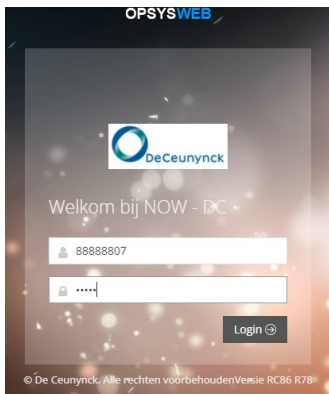 OPSYSWEB
DeCeunynck
Welkom bij NOW - DC
88888807
•••••
Login
© De Ceunynck. Alle rechten voorbehoudenVersie RC86 R78